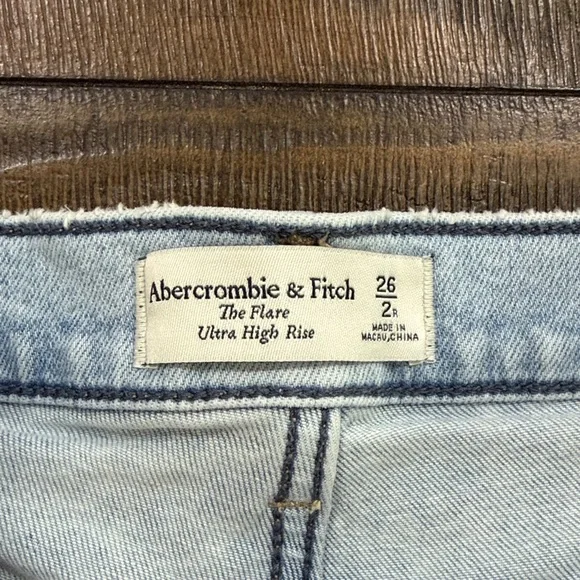 Abercrombie & Fitch
The Flare
Ultra High Rise
26
2R
MADE IN
MACAU,CHINA